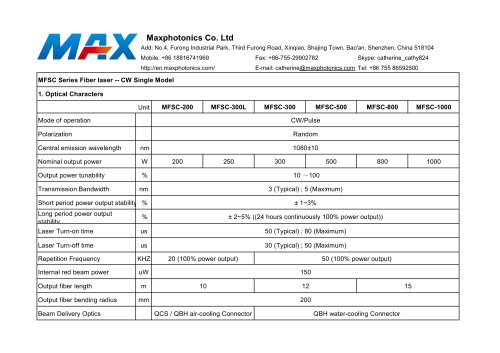 MAX
Maxphotonics Co. Ltd
Add: No.4, Furong Industrial Park, Third Furong Road, Xinqiao, Shajing Town, Bao'an, Shenzhen, China 518104
Mobile: +86 18816741969 Fax: +86-755-29902782 Skype: catherine_cathy624
http://en.maxphotonics.com/ E-mail: catherine@maxphotonics.com Tel: +86 755 86592500
MFSC Series Fiber laser -- CW Single Model
1. Optical Characters
Unit MFSC-200 MFSC-300L MFSC-300 MFSC-500 MFSC-800 MFSC-1000
Mode of operation CW/Pulse
Polarization Random
Central emission wavelength nm 1080±10
Nominal output power W 200 250 300 500 800 1000
Output power tunability % 10 ～100
Transmission Bandwidth nm 3 (Typical) ; 5 (Maximum)
Short period power output stability % ± 1~3%
Long period power output
stability % ± 2~5% ((24 hours continuously 100% power output))
Laser Turn-on time us 50 (Typical) ; 80 (Maximum)
Laser Turn-off time us 30 (Typical) ; 50 (Maximum)
Repetition Frequency KHZ 20 (100% power output) 50 (100% power output)
Internal red beam power uW 150
Output fiber length m 10 12 15
Output fiber bending radius mm 200
Beam Delivery Optics QCS / QBH air-cooling Connector QBH water-cooling Connector